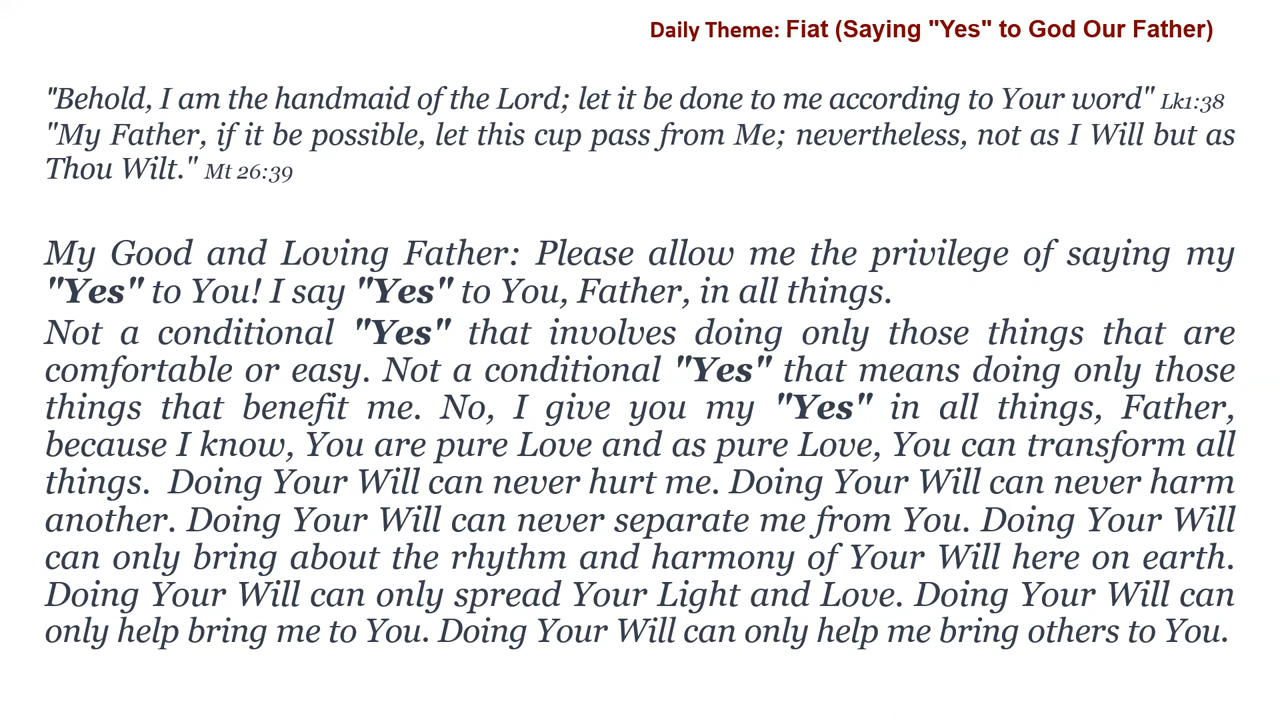 Daily Theme: Fiat (Saying "Yes" to God Our Father)
"Behold, I am the handmaid of the Lord; let it be done to me according to Your word" Lk1:38
"My Father, if it be possible, let this cup pass from Me; nevertheless, not as I Will but as
Thou Wilt." Mt 26:39
My Good and Loving Father: Please allow me the privilege of saying my
"Yes" to You! I say "Yes" to You, Father, in all things.
Not a conditional "Yes" that involves doing only those things that are
comfortable or easy. Not a conditional "Yes" that means doing only those
things that benefit me. No, I give you my "Yes" in all things, Father,
because I know, You are pure Love and as pure Love, You can transform all
things.  Doing Your Will can never hurt me. Doing Your Will can never harm
another. Doing Your Will can never separate me from You. Doing Your Will
can only bring about the rhythm and harmony of Your Will here on earth.
Doing Your Will can only spread Your Light and Love. Doing Your Will can
only help bring me to You. Doing Your Will can only help me bring others to You.